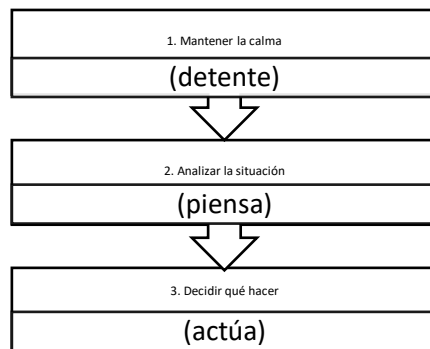 1. Mantener la calma
(detente)
2. Analizar la situación
(piensa)
3. Decidir qué hacer
(actúa)